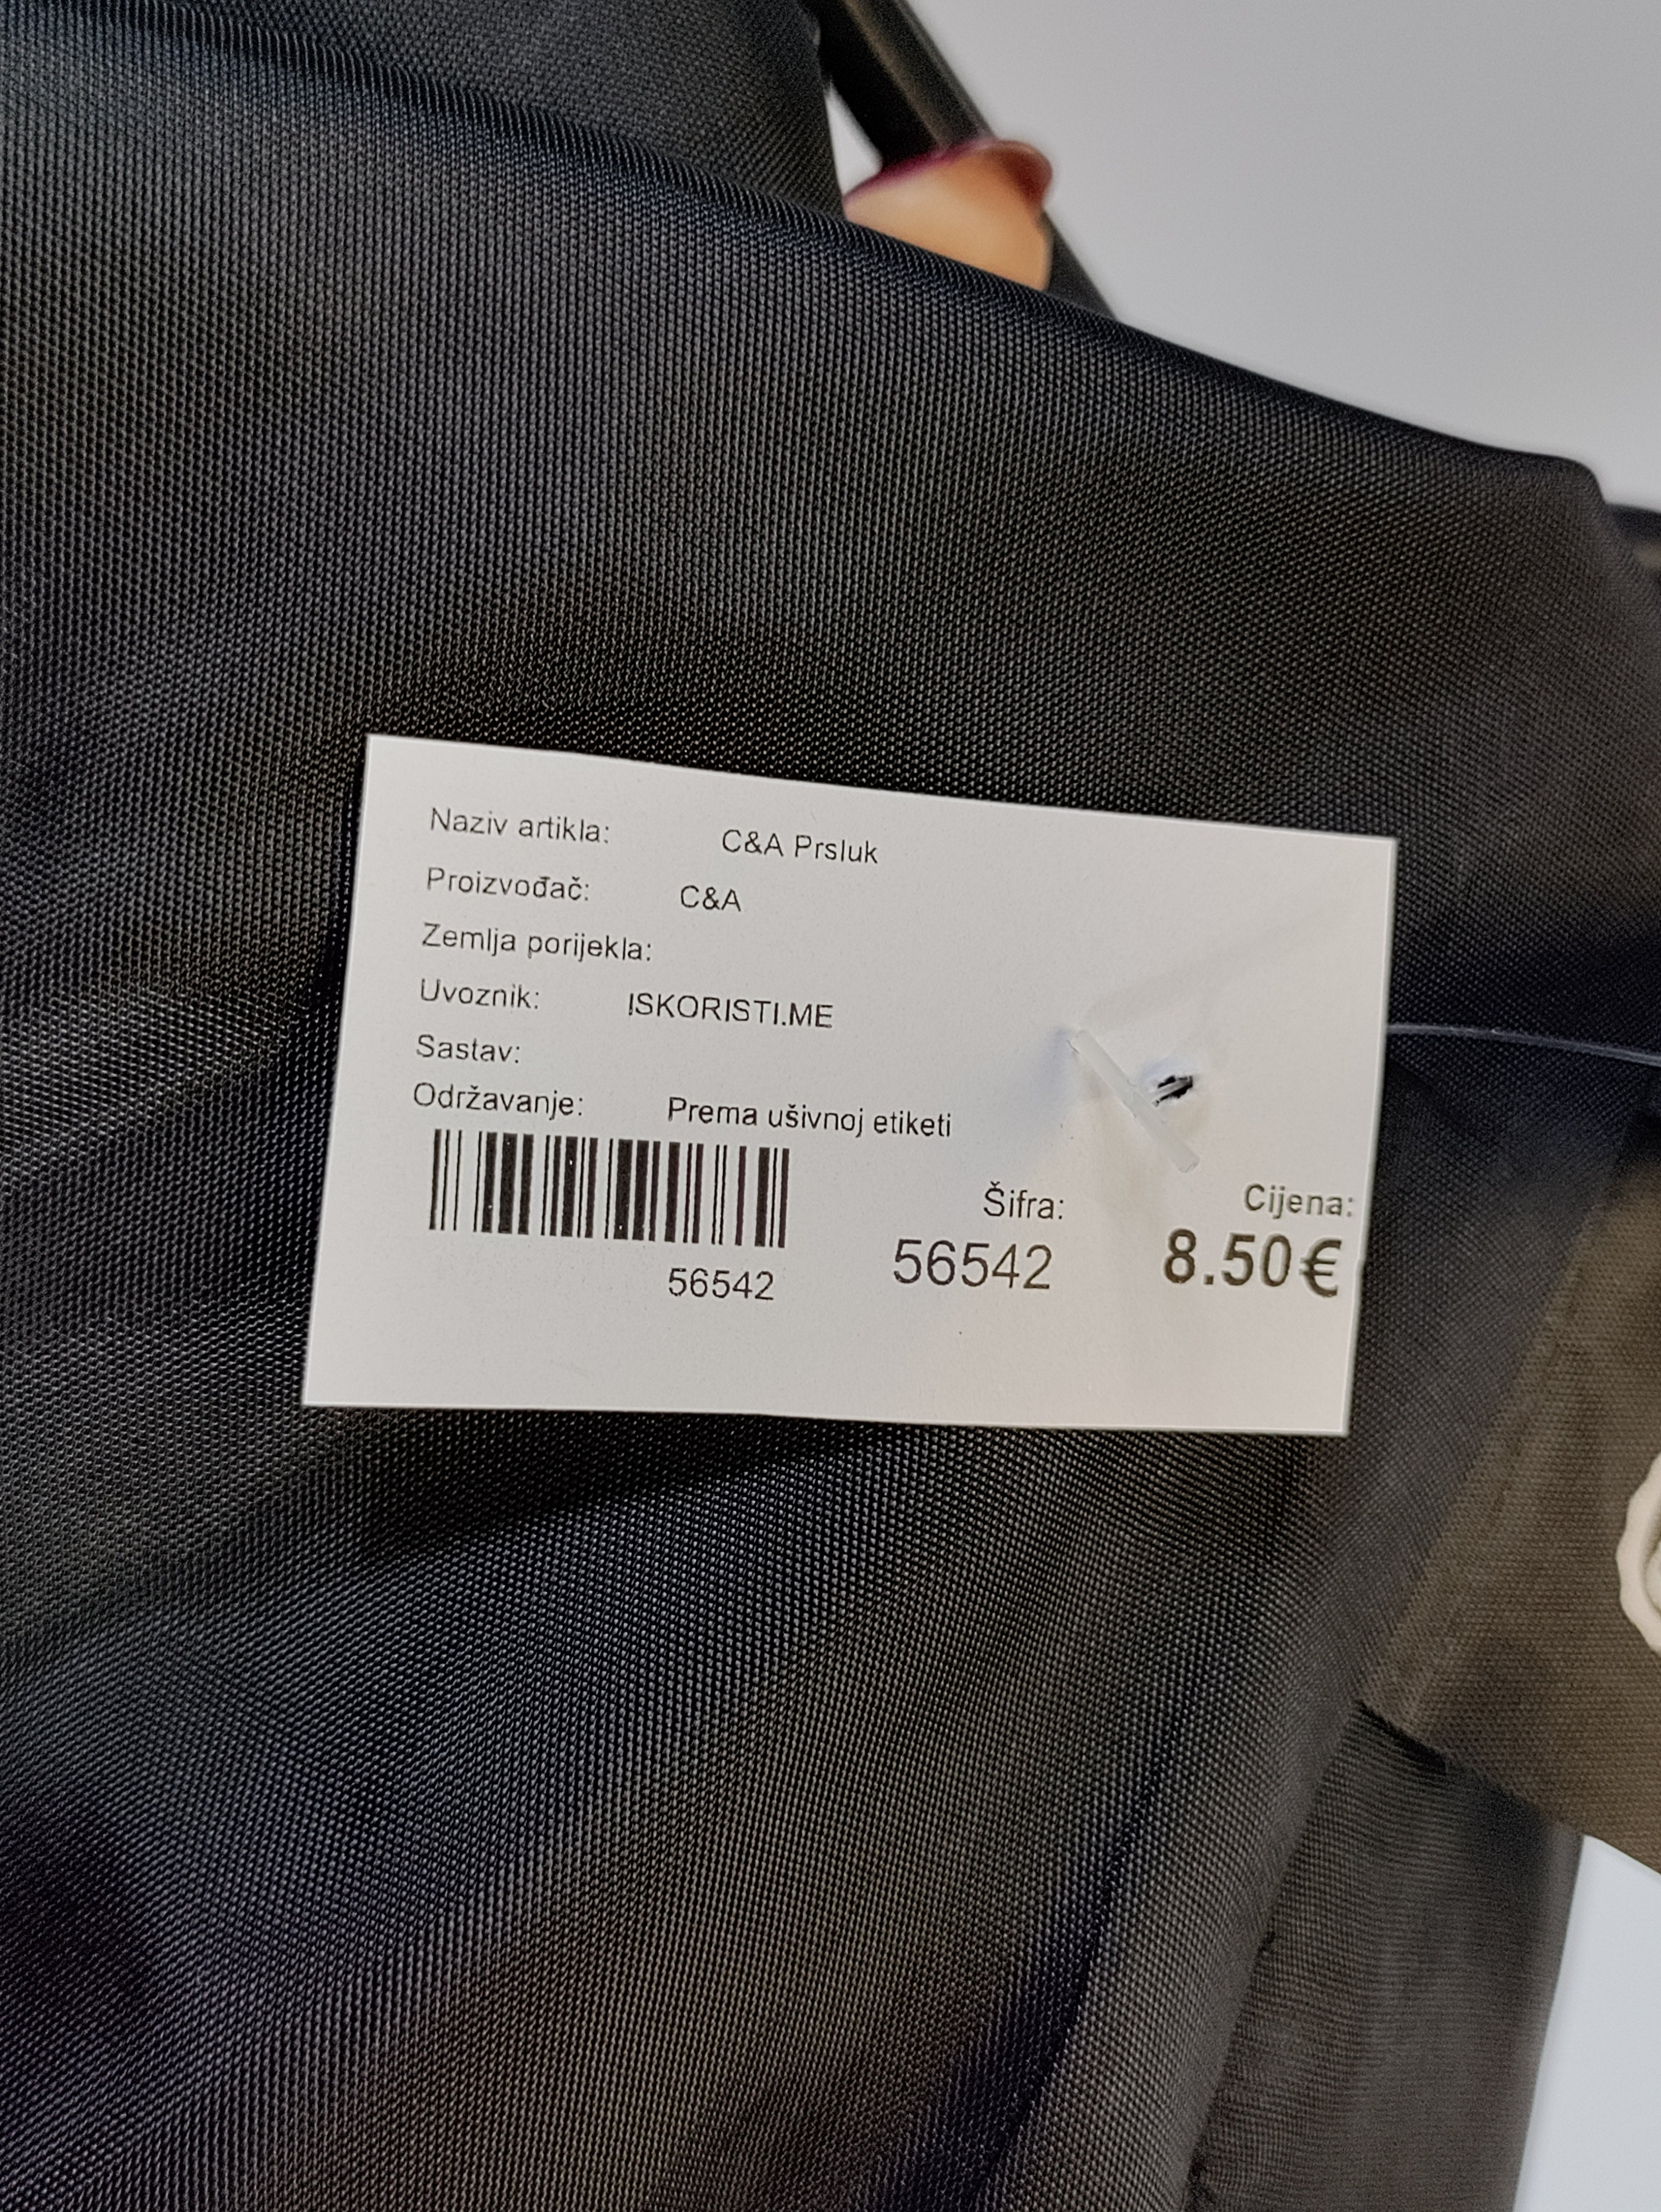 Naziv artikla: C&A Prsluk
Proizvođač: C&A
Zemlja porijekla:
Uvoznik: ISKORISTI.ME
Sastav:
Održavanje: Prema ušivnoj etiketi
Šifra: Cijena:
56542 56542 8.50€